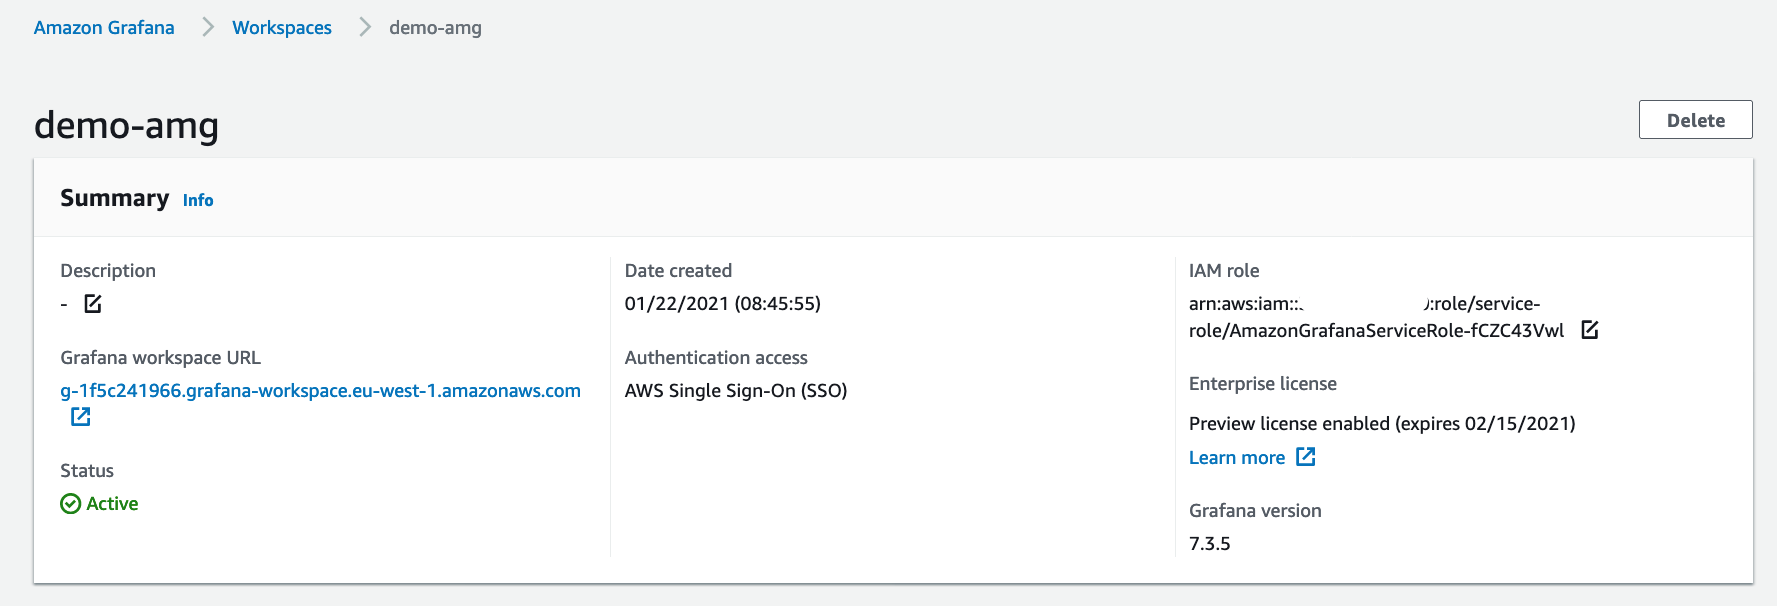 Amazon Grafana > Workspaces > demo-amg
demo-amg
Delete
Summary Info
Description
-
Grafana workspace URL
g-1f5c241966.grafana-workspace.eu-west-1.amazonaws.com
Status
Active
Date created
01/22/2021 (08:45:55)
Authentication access
AWS Single Sign-On (SSO)
IAM role
arn:aws:iam:: :role/service-
role/AmazonGrafanaServiceRole-fCZC43Vwl
Enterprise license
Preview license enabled (expires 02/15/2021)
Learn more
Grafana version
7.3.5